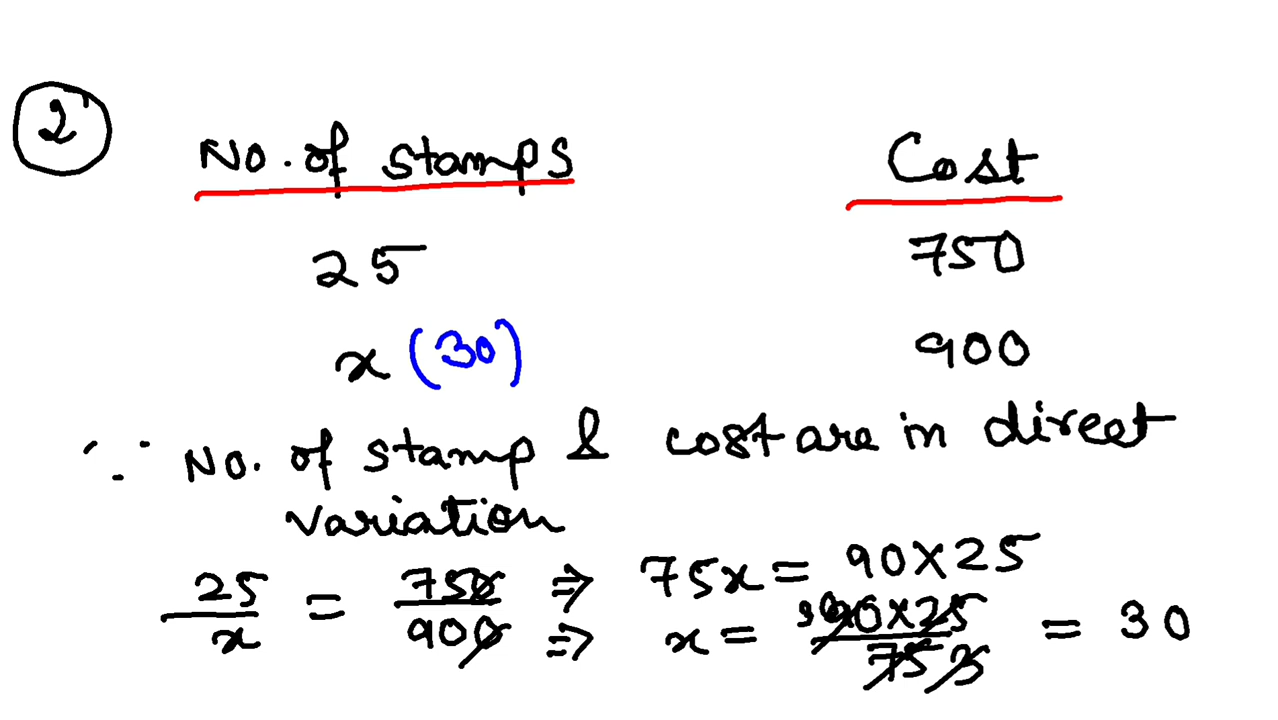 2
No. of stamps Cost
25 750
x (30) 900
∵ No. of stamp & cost are in direct
variation
25/x = 750/900 ⇒ 75x = 90×25
⇒ x = 90×25/75 = 30